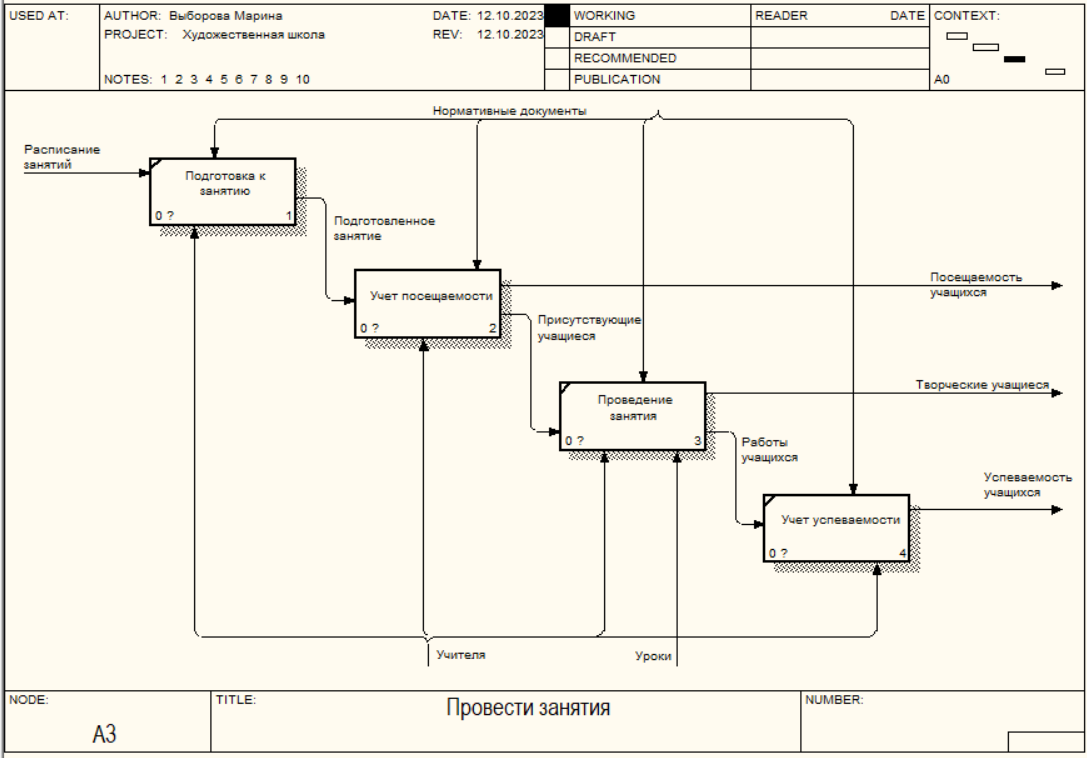 USED AT:
AUTHOR: Выборова Марина
DATE: 12.10.2023
PROJECT: Художественная школа
REV: 12.10.2023
NOTES: 1 2 3 4 5 6 7 8 9 10
WORKING
DRAFT
RECOMMENDED
PUBLICATION
READER
DATE
CONTEXT:
A0
Нормативные документы
Расписание
занятий
Подготовка к
занятию
0 ?
1
Подготовленное
занятие
Учет посещаемости
0 ?
2
Посещаемость
учащихся
Присутствующие
учащиеся
Творческие учащиеся
Проведение
занятия
0 ?
3
Работы
учащихся
Успеваемость
учащихся
Учет успеваемости
0 ?
4
Учителя
Уроки
NODE:
A3
TITLE:
Провести занятия
NUMBER: